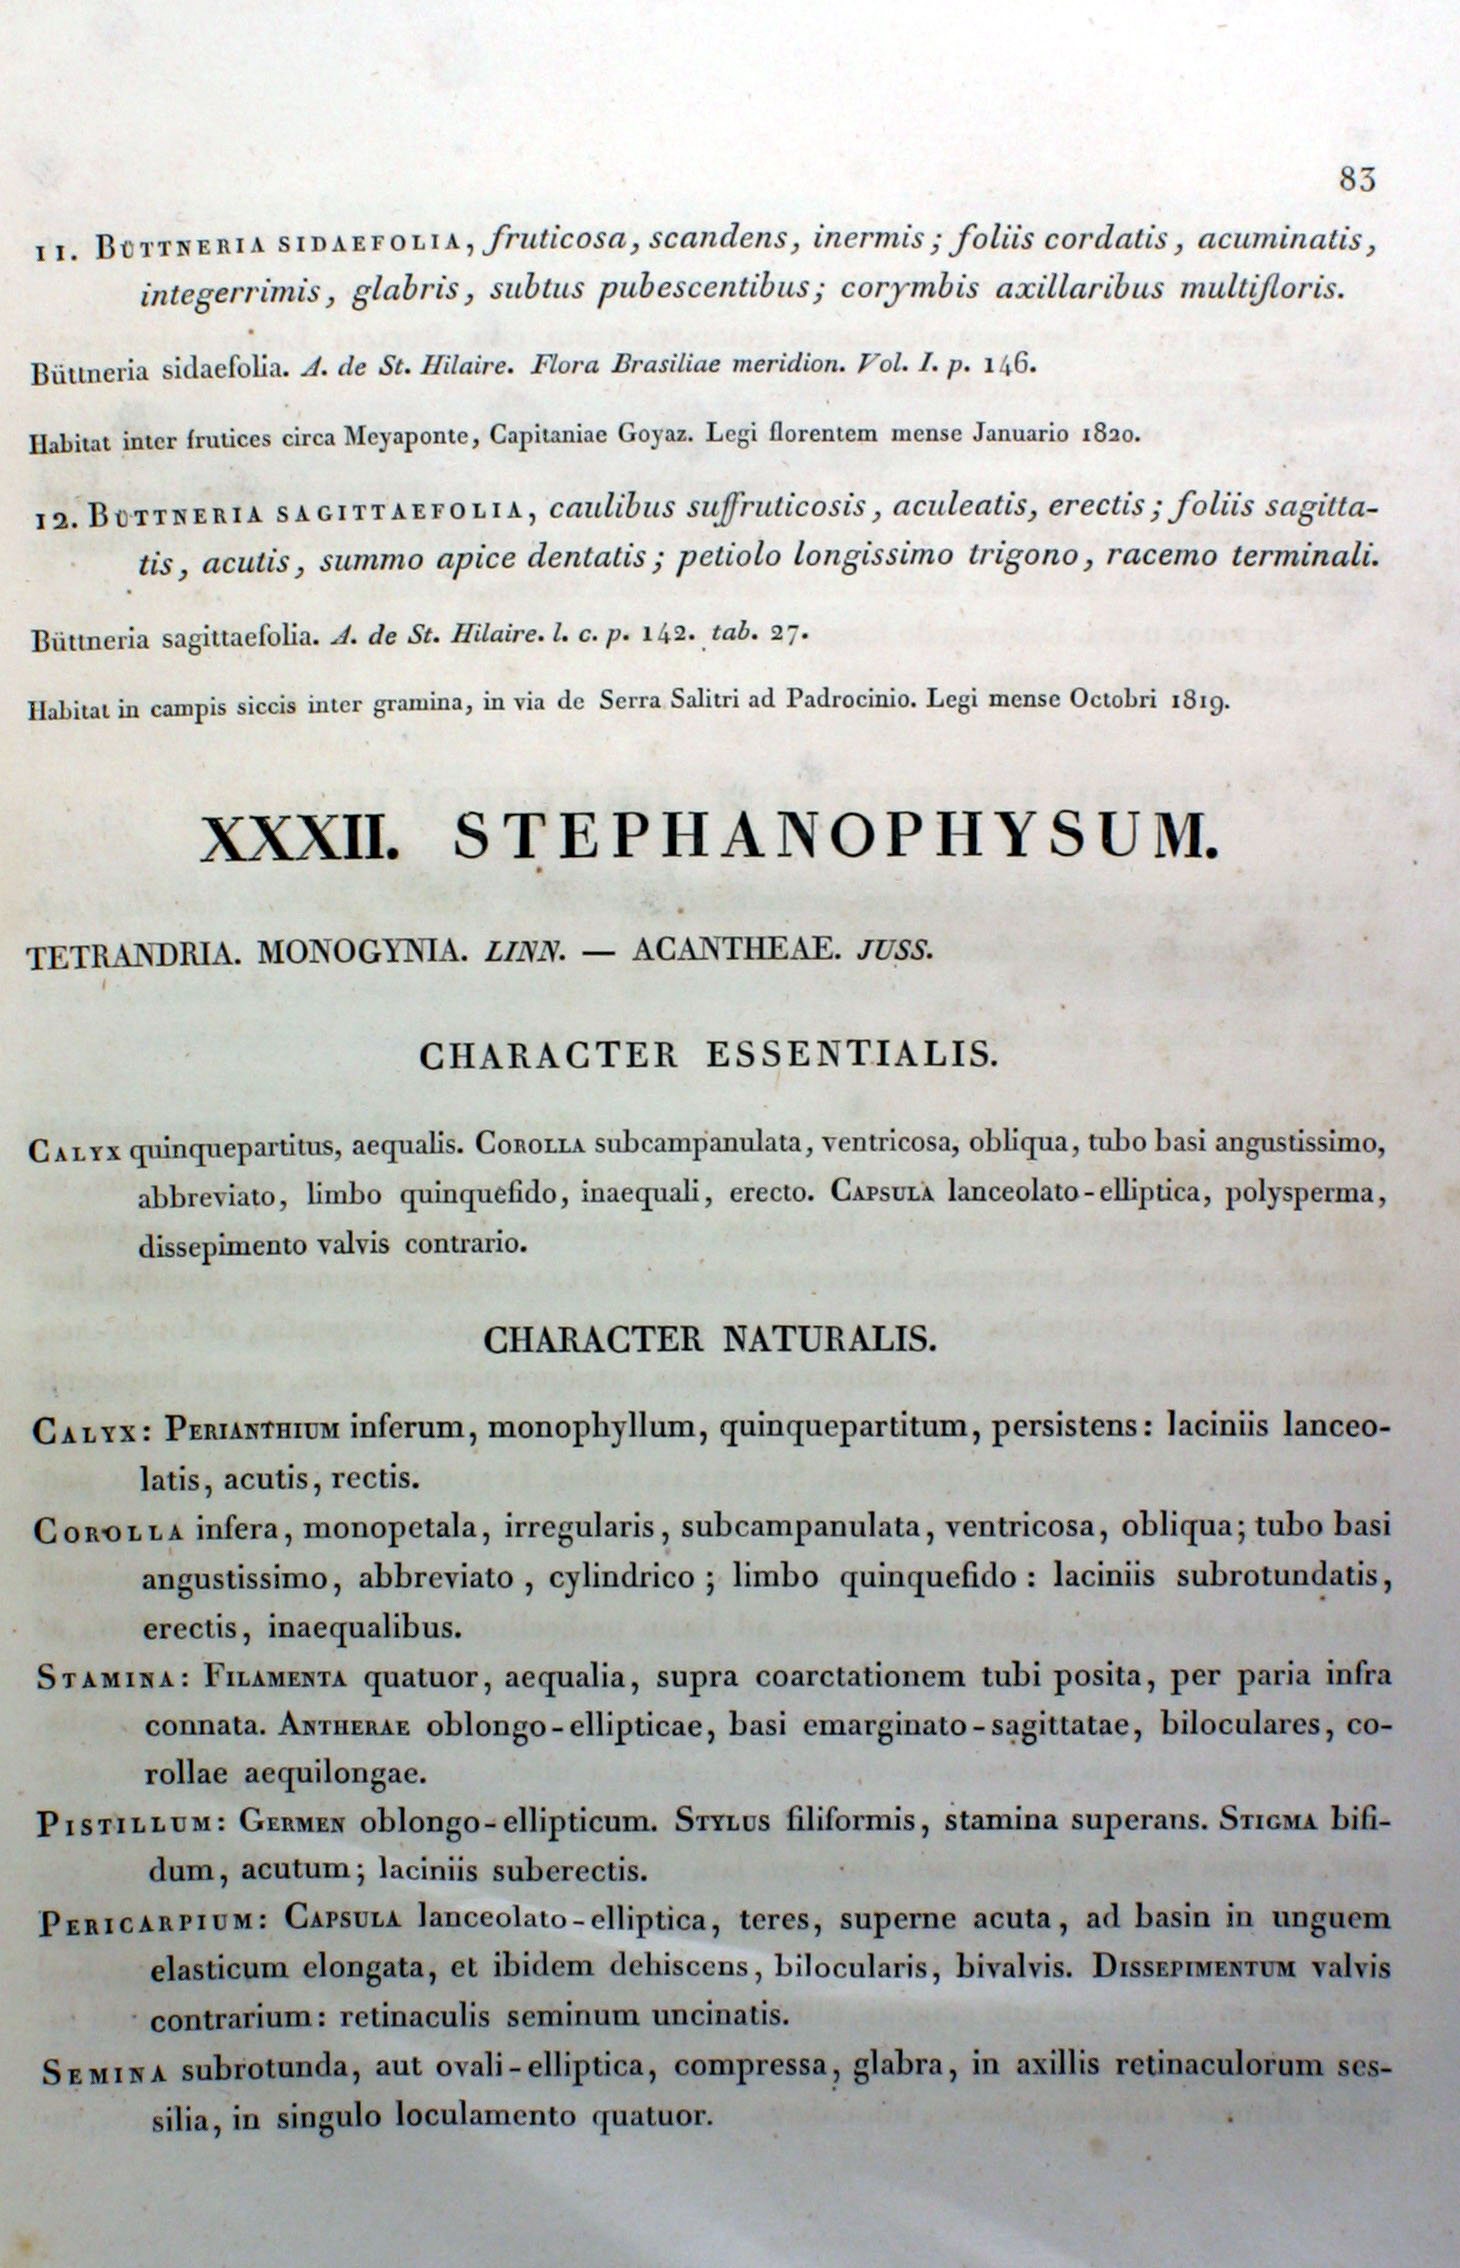 83
11. BÜTTNERIA SIDAEFOLIA, fruticosa, scandens, inermis; foliis cordatis, acuminatis,
integerrimis, glabris, subtus pubescentibus; corymbis axillaribus multifloris.
Büttneria sidaefolia. A. de St. Hilaire. Flora Brasiliae meridion. Vol. I. p. 146.
Habitat inter frutices circa Meyaponte, Capitaniae Goyaz. Legi florentem mense Januario 1820.
12. BÜTTNERIA SAGITTAEFOLIA, caulibus suffruticosis, aculeatis, erectis; foliis sagitta-
tis, acutis, summo apice dentatis; petiolo longissimo trigono, racemo terminali.
Büttneria sagittaefolia. A. de St. Hilaire. l. c. p. 142. tab. 27.
Habitat in campis siccis inter gramina, in via de Serra Salitri ad Padrocinio. Legi mense Octobri 1819.
XXXII. STEPHANOPHYSUM.
TETRANDRIA. MONOGYNIA. LINN. — ACANTHEAE. JUSS.
CHARACTER ESSENTIALIS.
CALYX quinquepartitus, aequalis. COROLLA subcampanulata, ventricosa, obliqua, tubo basi angustissimo,
abbreviato, limbo quinquefido, inaequali, erecto. CAPSULA lanceolato-elliptica, polysperma,
dissepimento valvis contrario.
CHARACTER NATURALIS.
CALYX: PERIANTHIUM inferum, monophyllum, quinquepartitum, persistens: laciniis lanceo-
latis, acutis, rectis.
COROLLA infera, monopetala, irregularis, subcampanulata, ventricosa, obliqua; tubo basi
angustissimo, abbreviato, cylindrico; limbo quinquefido: laciniis subrotundatis,
erectis, inaequalibus.
STAMINA: FILAMENTA quatuor, aequalia, supra coarctationem tubi posita, per paria infra
connata. ANTHERAE oblongo-ellipticae, basi emarginato-sagittatae, biloculares, co-
rollae aequilongae.
PISTILLUM: GERMEN oblongo-ellipticum. STYLUS filiformis, stamina superans. STIGMA bifi-
dum, acutum; laciniis suberectis.
PERICARPIUM: CAPSULA lanceolato-elliptica, teres, superne acuta, ad basin in unguem
elasticum elongata, et ibidem dehiscens, bilocularis, bivalvis. DISSEPIMENTUM valvis
contrarium: retinaculis seminum uncinatis.
SEMINA subrotunda, aut ovali-elliptica, compressa, glabra, in axillis retinaculorum ses-
silia, in singulo loculamento quatuor.